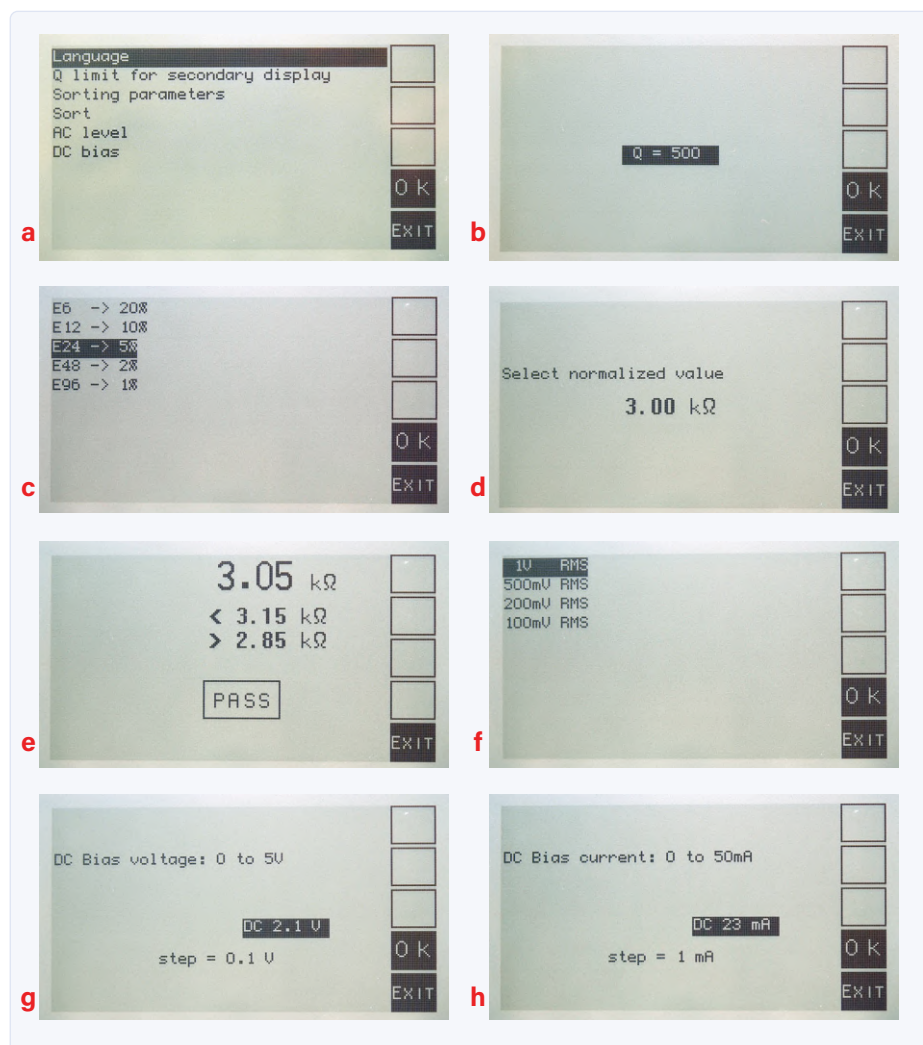 Language
Q limit for secondary display
Sorting parameters
Sort
AC level
DC bias
OK
EXIT
a
Q = 500
OK
EXIT
b
E6 -> 20%
E12 -> 10%
E24 -> 5%
E48 -> 2%
E96 -> 1%
OK
EXIT
c
Select normalized value
3.00 kΩ
OK
EXIT
d
3.05 kΩ
< 3.15 kΩ
> 2.85 kΩ
PASS
EXIT
e
1V RMS
500mV RMS
200mV RMS
100mV RMS
OK
EXIT
f
DC Bias voltage: 0 to 5V
DC 2.1 V
step = 0.1 V
OK
EXIT
g
DC Bias current: 0 to 50mA
DC 23 mA
step = 1 mA
OK
EXIT
h